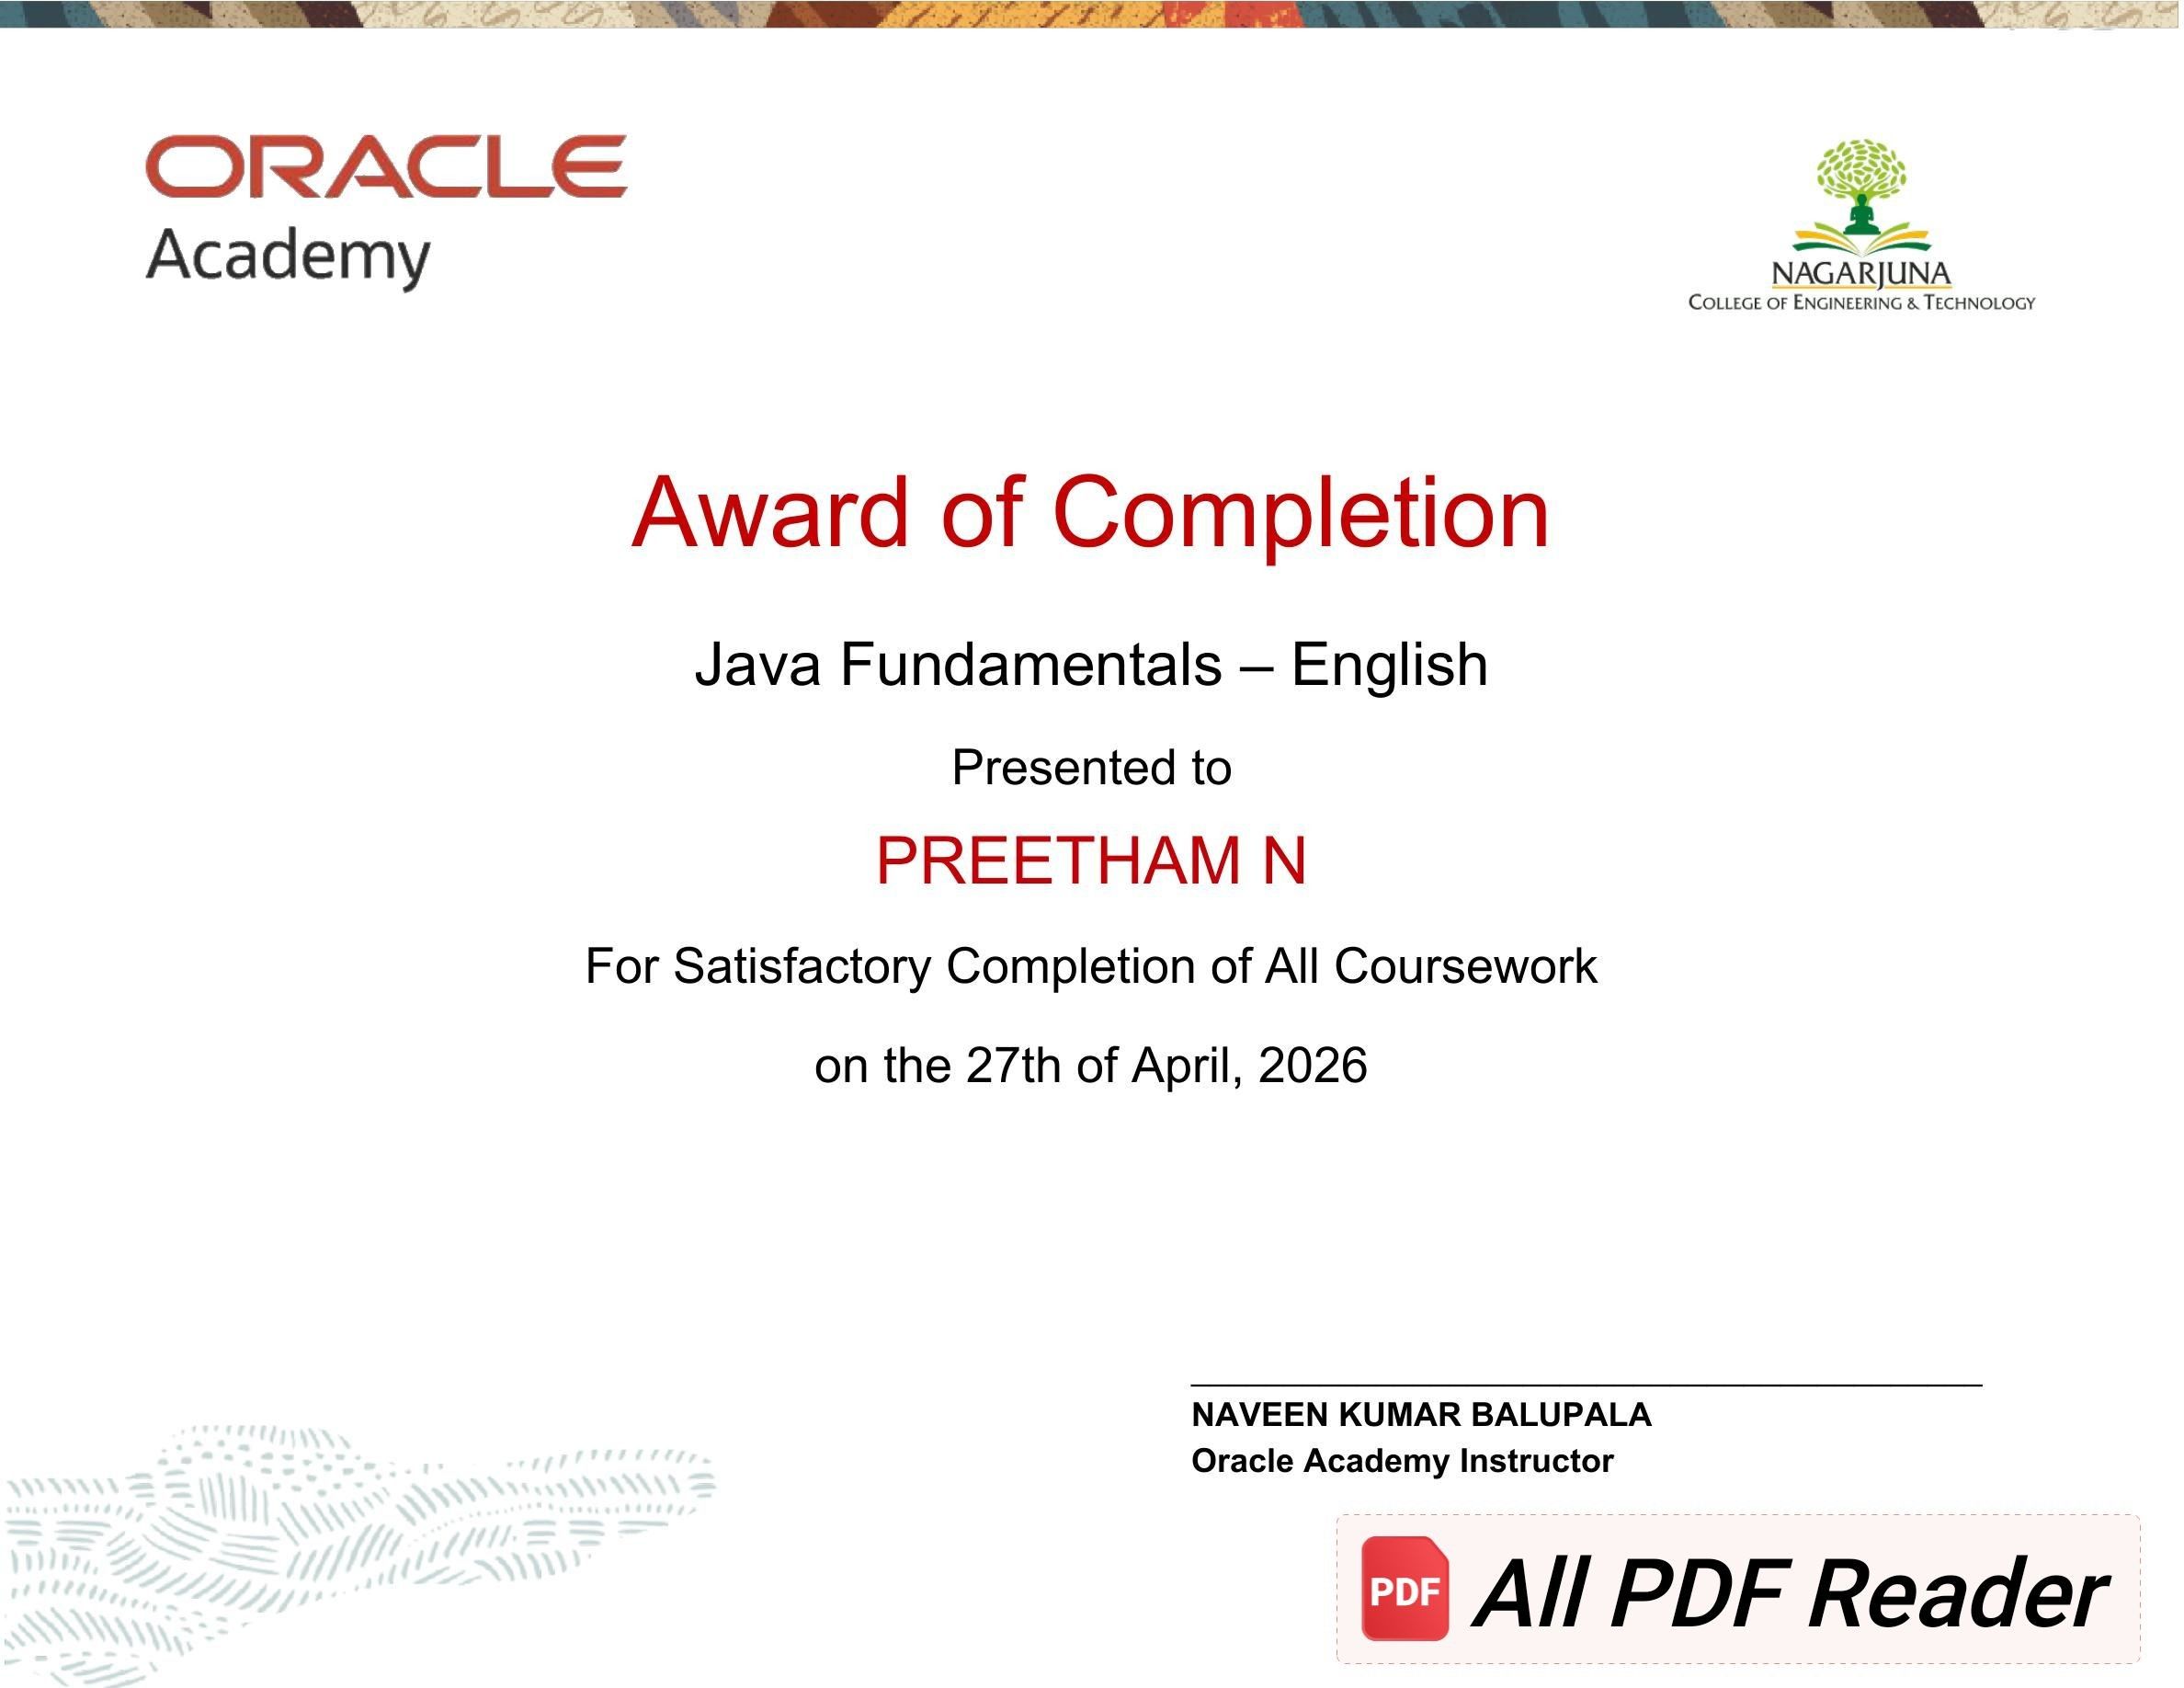 ORACLE
Academy
NAGARJUNA
COLLEGE OF ENGINEERING & TECHNOLOGY
Award of Completion
Java Fundamentals – English
Presented to
PREETHAM N
For Satisfactory Completion of All Coursework
on the 27th of April, 2026
NAVEEN KUMAR BALUPALA
Oracle Academy Instructor
PDF All PDF Reader